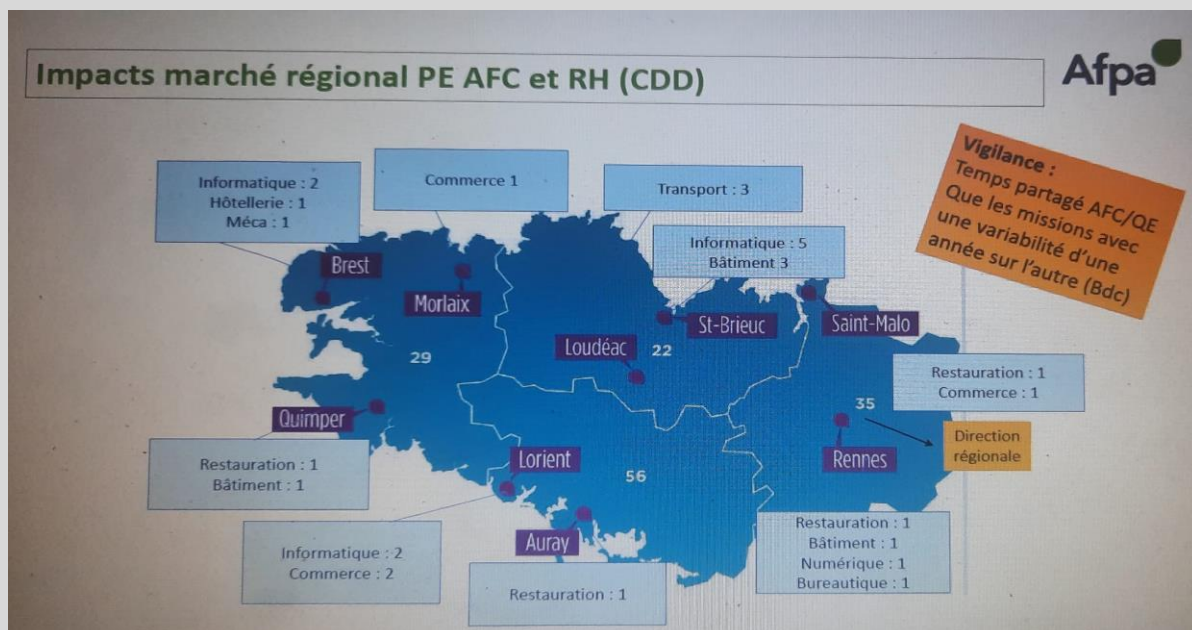 Impacts marché régional PE AFC et RH (CDD)
Afpa
Vigilance :
Temps partagé AFC/QE
Que les missions avec
une variabilité d'une
année sur l'autre (Bdc)
Informatique : 2
Hôtellerie : 1
Méca : 1
Commerce 1
Transport : 3
Informatique : 5
Bâtiment 3
Brest
Morlaix
St-Brieuc
Saint-Malo
Loudéac
22
29
Restauration : 1
Commerce : 1
35
Quimper
Rennes
Direction
régionale
Restauration : 1
Bâtiment : 1
Lorient
56
Auray
Informatique : 2
Commerce : 2
Restauration : 1
Restauration : 1
Bâtiment : 1
Numérique : 1
Bureautique : 1